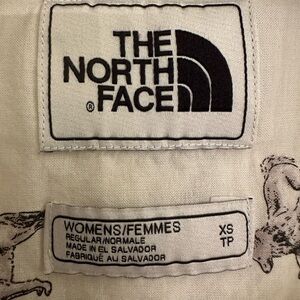 THE
NORTH
FACE
®
WOMENS/FEMMES XS
REGULAR/NORMALE TP
MADE IN EL SALVADOR
FABRIQUÉ AU SALVADOR